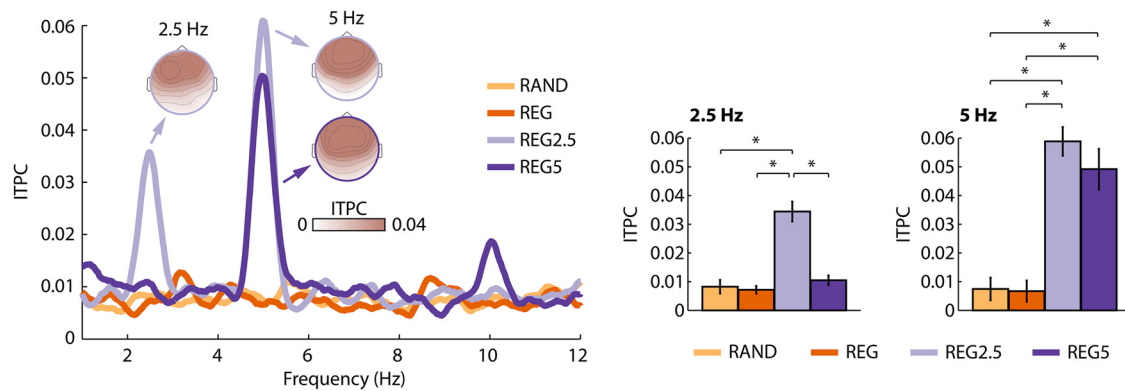 0.06
0.05
0.04
0.03
0.02
0.01
0
ITPC
2 4 6 8 10 12
Frequency (Hz)
2.5 Hz
5 Hz
RAND
REG
REG2.5
REG5
ITPC
0 0.04
2.5 Hz
*
* *
0.06
0.05
0.04
0.03
0.02
0.01
0
ITPC
5 Hz
*
*
*
*
0.06
0.05
0.04
0.03
0.02
0.01
0
ITPC
RAND REG REG2.5 REG5